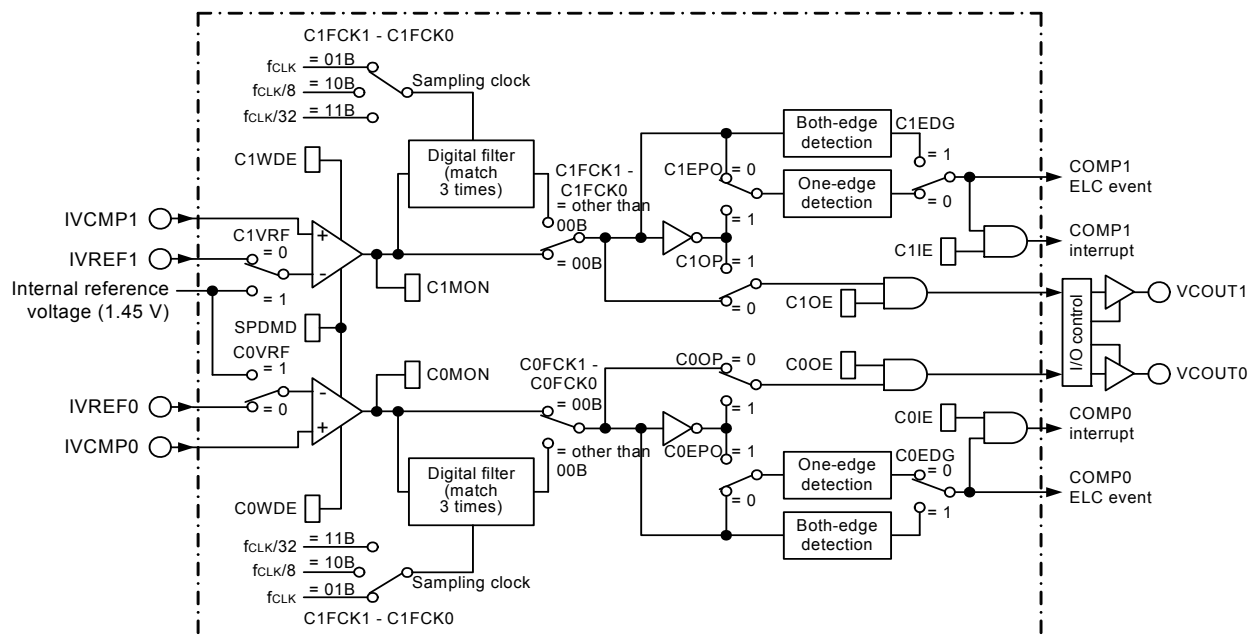 C1FCK1 - C1FCK0
fCLK = 01B
fCLK/8 = 10B
fCLK/32 = 11B
Sampling clock
C1WDE
Digital filter
(match
3 times)
C1FCK1 -
C1FCK0
= other than
00B
= 00B
Both-edge
detection
C1EDG
= 1
= 0
C1EPO = 0
= 1
One-edge
detection
COMP1
ELC event
IVCMP1
+
-
C1VRF
= 0
IVREF1
Internal reference
voltage (1.45 V)
= 1
C1MON
C1OP = 1
= 0
C1IE
COMP1
interrupt
C1OE
SPDMD
I/O control
VCOUT1
C0VRF
= 1
C0MON
C0FCK1 -
C0FCK0
= 00B
C0OP = 0
= 1
C0OE
VCOUT0
IVREF0
= 0
-
+
IVCMP0
= other than
00B
C0EPO = 1
= 0
C0IE
COMP0
interrupt
One-edge
detection
C0EDG
= 0
= 1
COMP0
ELC event
Both-edge
detection
Digital filter
(match
3 times)
C0WDE
fCLK/32 = 11B
fCLK/8 = 10B
fCLK = 01B
Sampling clock
C1FCK1 - C1FCK0